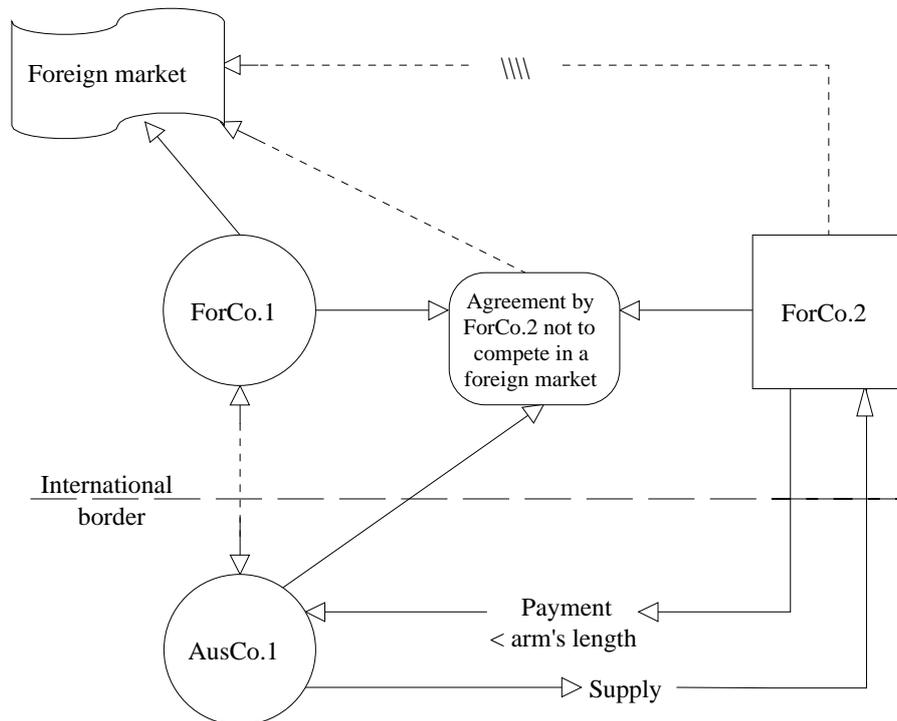 Foreign market
ForCo.1
Agreement by
ForCo.2 not to
compete in a
foreign market
ForCo.2
International
border
Payment
< arm's length
AusCo.1
Supply